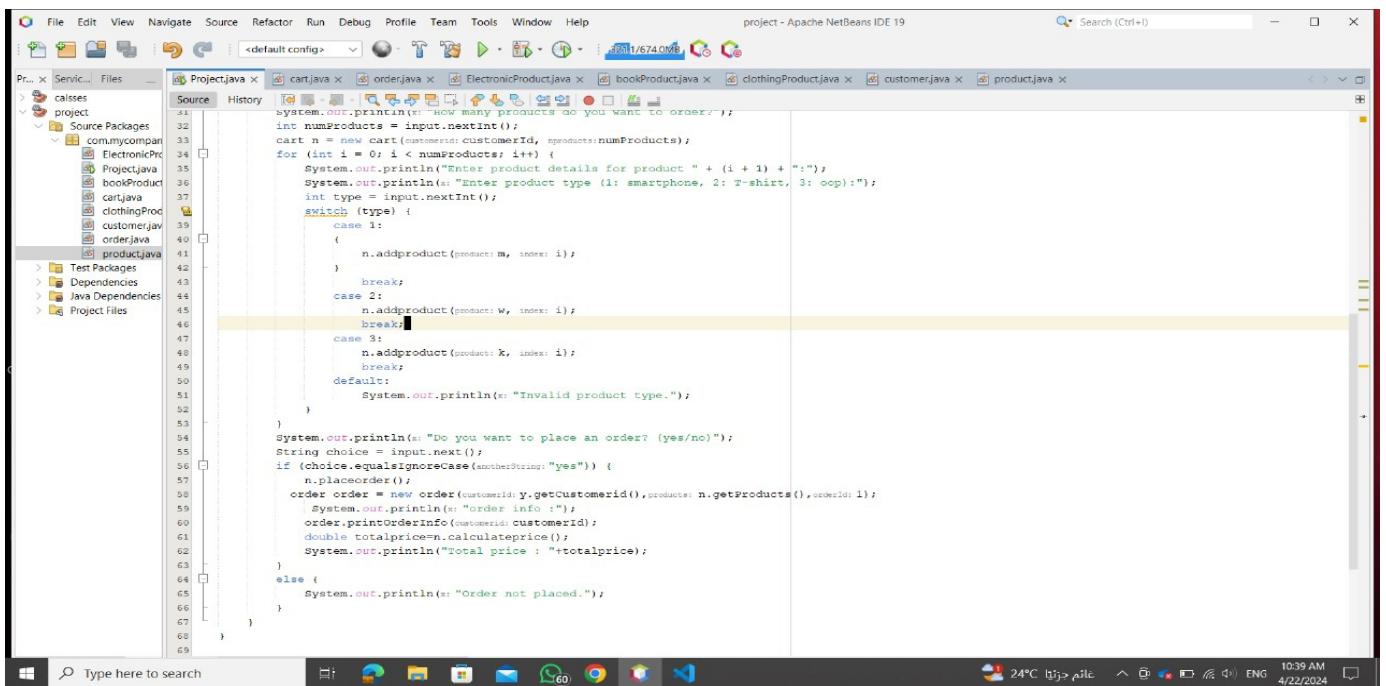 File Edit View Navigate Source Refactor Run Debug Profile Team Tools Window Help project - Apache NetBeans IDE 19 Search (Ctrl+I)
<default config> 1/674.0MB
Pr... × Servic... Files Project.java × cart.java × order.java × ElectronicProduct.java × bookProduct.java × clothingProduct.java × customer.java × product.java ×
calsses Source History
project 31 System.out.println(x: "How many products do you want to order?");
Source Packages 32 int numProducts = input.nextInt();
com.mycompan 33 cart n = new cart(customerid: customerId, nproducts: numProducts);
ElectronicPro 34 for (int i = 0; i < numProducts; i++) {
Project.java 35 System.out.println("Enter product details for product " + (i + 1) + ":");
bookProduct 36 System.out.println(x: "Enter product type (1: smartphone, 2: T-shirt, 3: oop):");
cart.java 37 int type = input.nextInt();
clothingProd switch (type) {
customer.jav 39 case 1:
order.java 40 {
product.java 41 n.addproduct(product: m, index: i);
Test Packages 42 }
Dependencies 43 break;
Java Dependencies 44 case 2:
Project Files 45 n.addproduct(product: w, index: i);
46 break;
47 case 3:
48 n.addproduct(product: k, index: i);
49 break;
50 default:
51 System.out.println(x: "Invalid product type.");
52 }
53 }
54 System.out.println(x: "Do you want to place an order? (yes/no)");
55 String choice = input.next();
56 if (choice.equalsIgnoreCase(anotherString: "yes")) {
57 n.placeorder();
58 order order = new order(customerId: y.getCustomerid(),products: n.getProducts(),orderId: 1);
59 System.out.println(x: "order info :");
60 order.printOrderInfo(customerid: customerId);
61 double totalprice=n.calculateprice();
62 System.out.println("Total price : "+totalprice);
63 }
64 else {
65 System.out.println(x: "Order not placed.");
66 }
67 }
68 }
69
Type here to search 60 24°C غائم جزئيا ENG 10:39 AM
4/22/2024